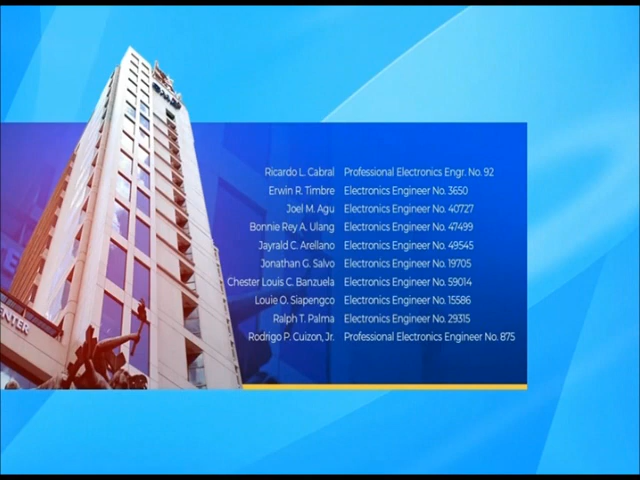 Ricardo L. Cabral Professional Electronics Engr. No. 92
Erwin R. Timbre Electronics Engineer No. 3650
Joel M. Agu Electronics Engineer No. 40727
Bonnie Rey A. Ulang Electronics Engineer No. 47499
Jayrald C. Arellano Electronics Engineer No. 49545
Jonathan G. Salvo Electronics Engineer No. 19705
Chester Louis C. Banzuela Electronics Engineer No. 59014
Louie O. Siapengco Electronics Engineer No. 15586
Ralph T. Palma Electronics Engineer No. 29315
Rodrigo P. Cuizon, Jr. Professional Electronics Engineer No. 875
ENTER